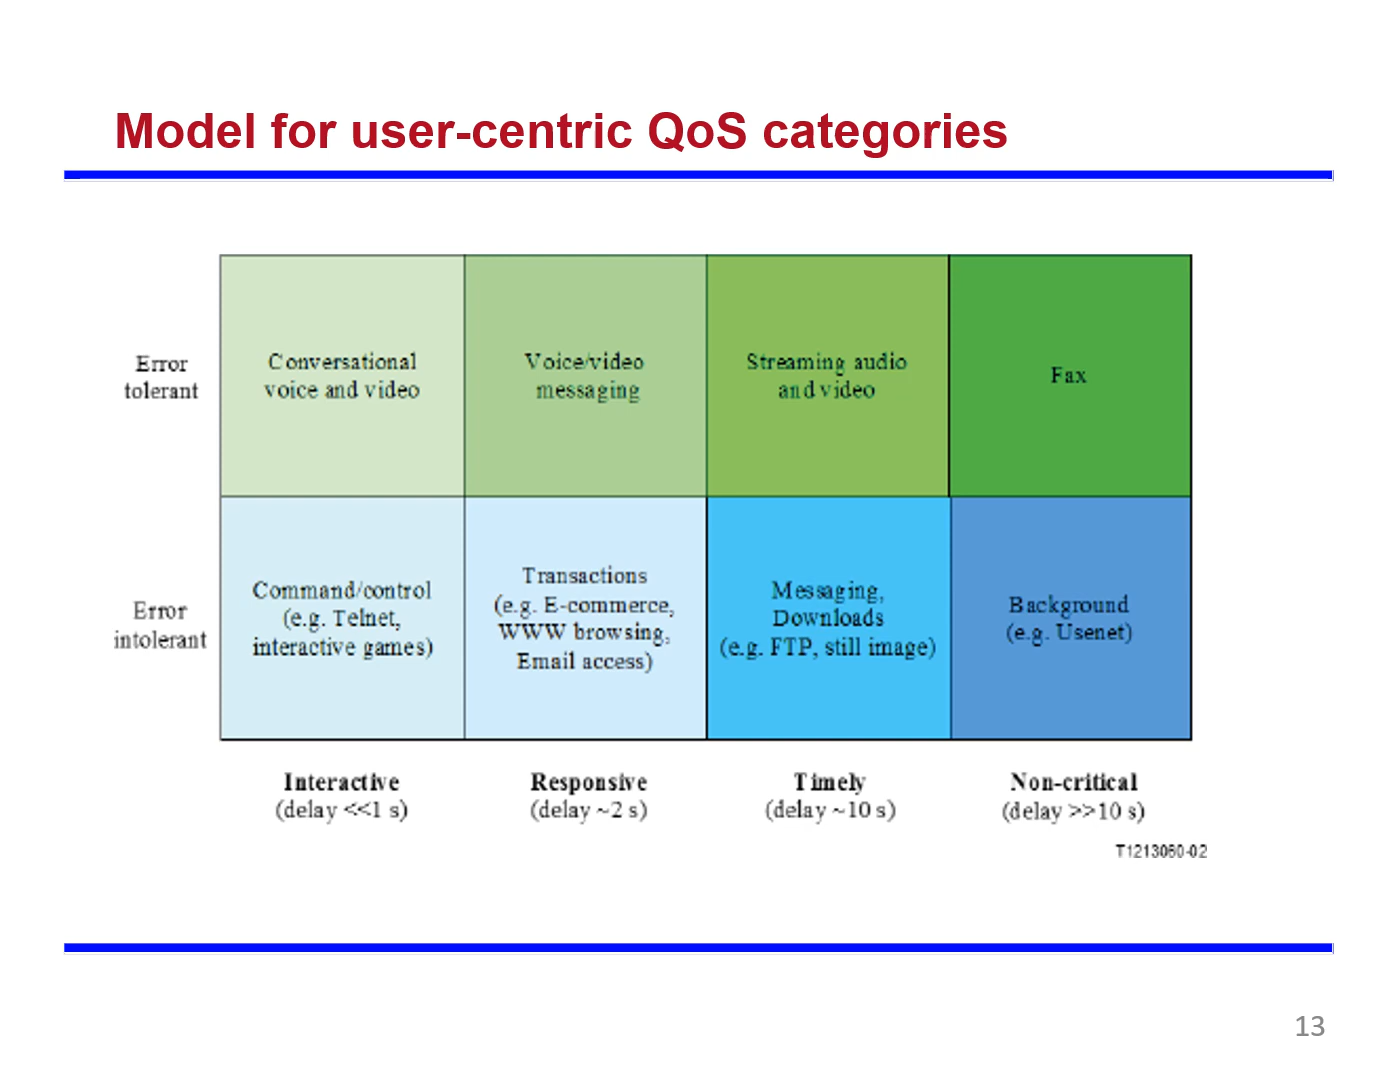 Model for user-centric QoS categories
Error
tolerant
Conversational
voice and video
Voice/video
messaging
Streaming audio
and video
Fax
Error
intolerant
Command/control
(e.g. Telnet,
interactive games)
Transactions
(e.g. E-commerce,
WWW browsing,
Email access)
Messaging,
Downloads
(e.g. FTP, still image)
Background
(e.g. Usenet)
Interactive
(delay <<1 s)
Responsive
(delay ~2 s)
Timely
(delay ~10 s)
Non-critical
(delay >>10 s)
T1213060-02
13